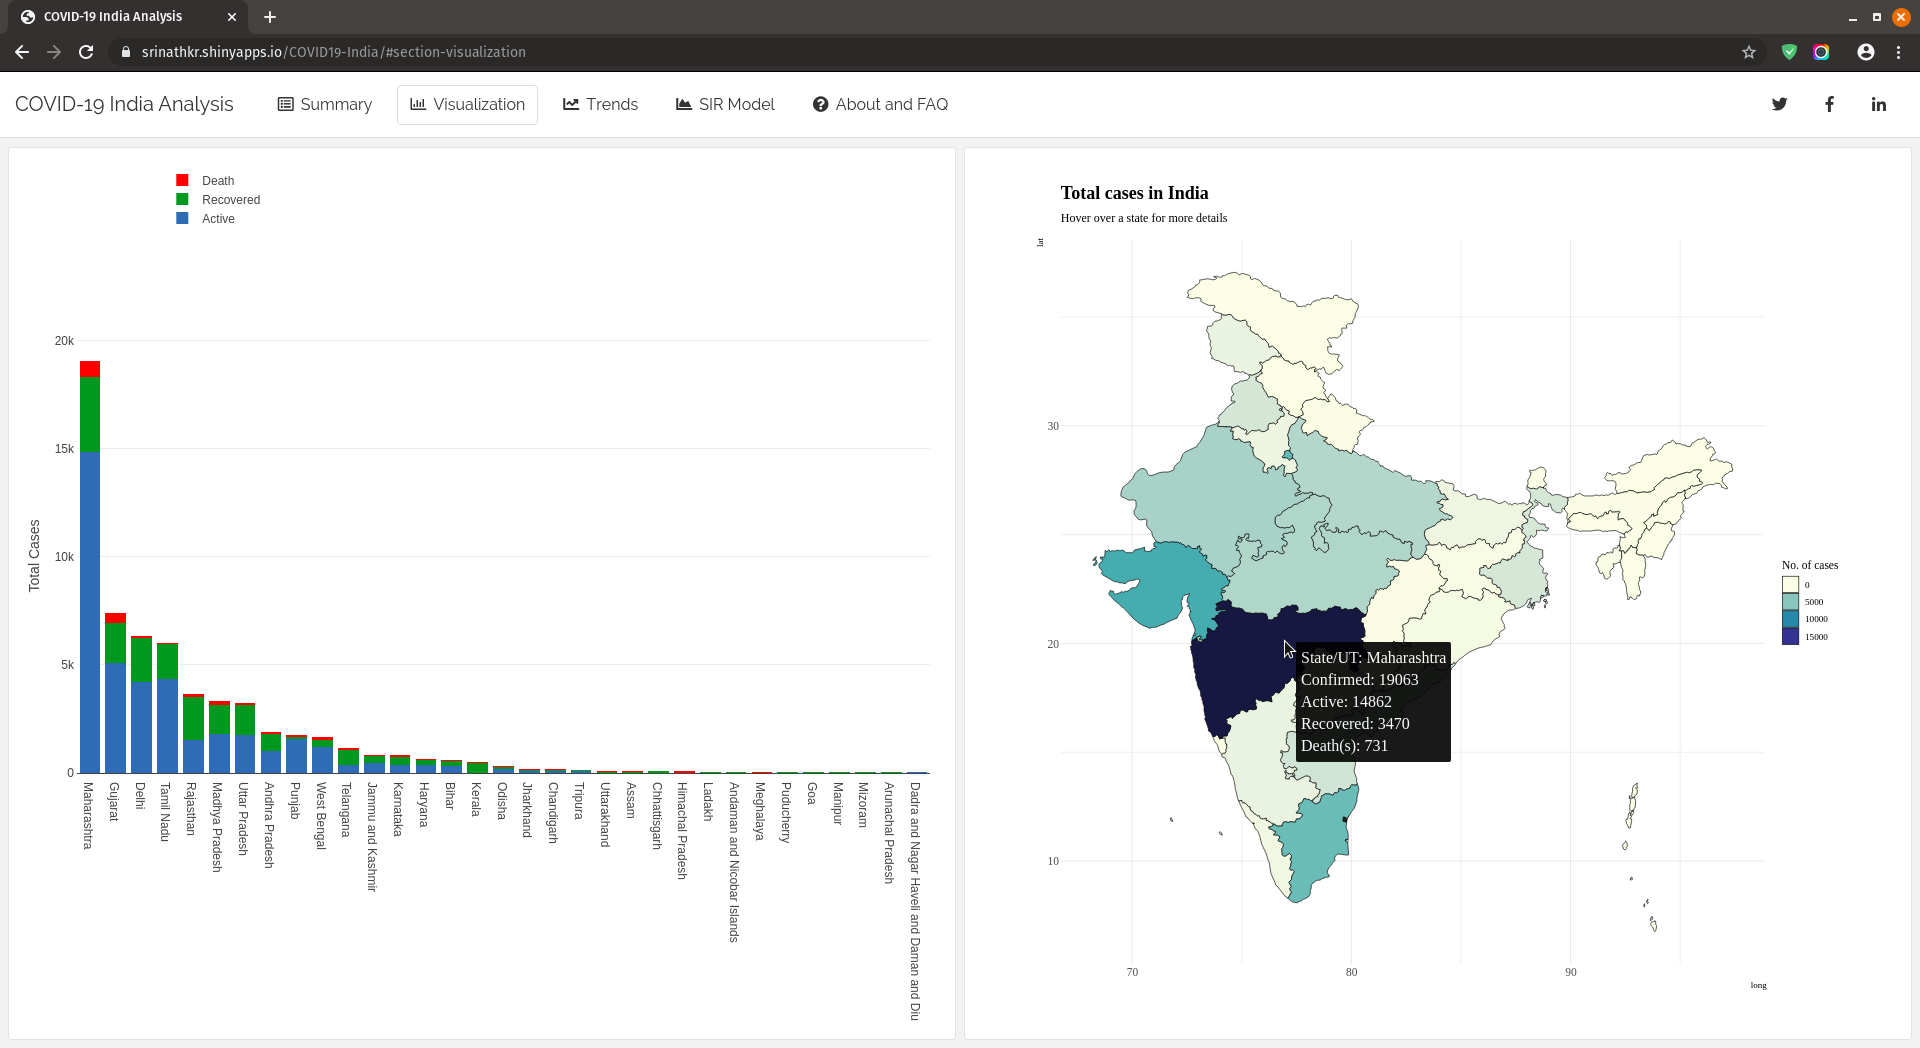 COVID-19 India Analysis
srinathkr.shinyapps.io/COVID19-India/#section-visualization
COVID-19 India Analysis
Summary
Visualization
Trends
SIR Model
About and FAQ
Death
Recovered
Active
Total Cases
20k
15k
10k
5k
0
Maharashtra
Gujarat
Delhi
Tamil Nadu
Rajasthan
Madhya Pradesh
Uttar Pradesh
Andhra Pradesh
Punjab
West Bengal
Telangana
Jammu and Kashmir
Karnataka
Haryana
Bihar
Kerala
Odisha
Jharkhand
Chandigarh
Tripura
Uttarakhand
Assam
Chhattisgarh
Himachal Pradesh
Ladakh
Andaman and Nicobar Islands
Meghalaya
Puducherry
Goa
Manipur
Mizoram
Arunachal Pradesh
Dadra and Nagar Haveli and Daman and Diu
Total cases in India
Hover over a state for more details
lat
30
20
10
70
80
90
long
State/UT: Maharashtra
Confirmed: 19063
Active: 14862
Recovered: 3470
Death(s): 731
No. of cases
0
5000
10000
15000